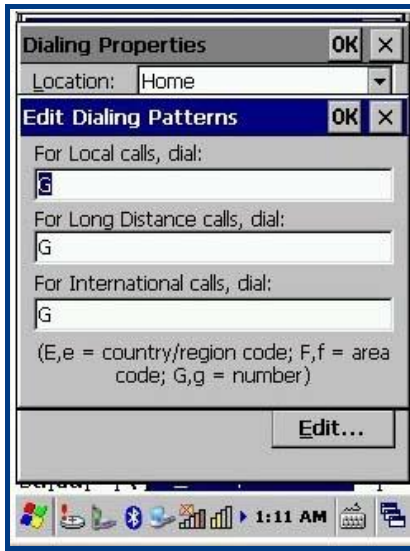 Dialing Properties OK ×
Location: Home
Edit Dialing Patterns OK ×
For Local calls, dial:
G
For Long Distance calls, dial:
G
For International calls, dial:
G
(E,e = country/region code; F,f = area
code; G,g = number)
Edit...
1:11 AM